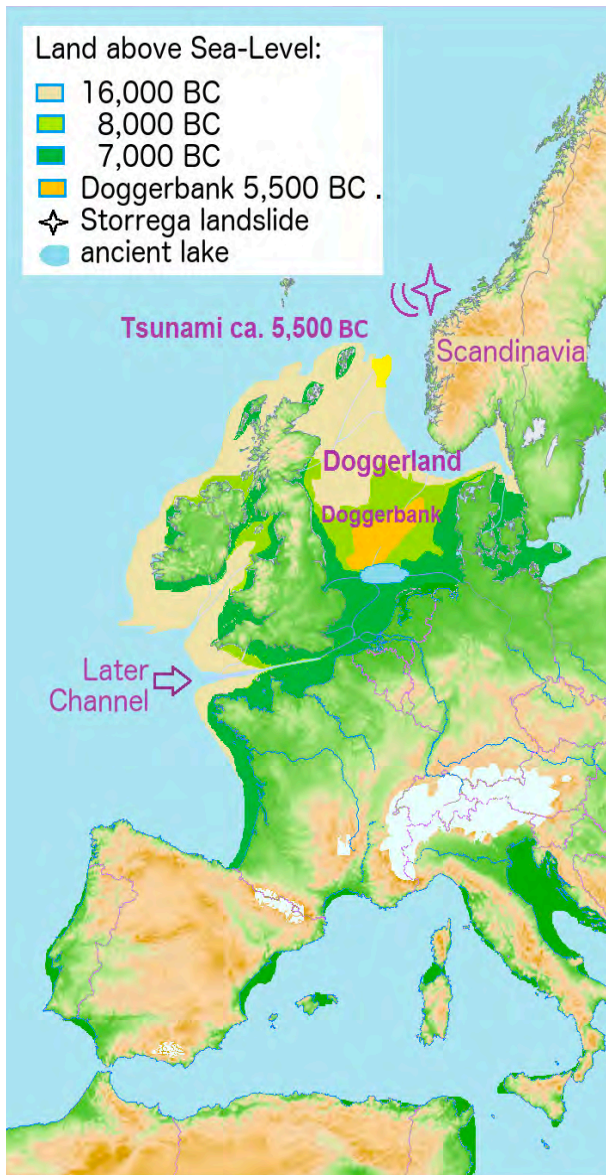 Land above Sea-Level:
16,000 BC
8,000 BC
7,000 BC
Doggerbank 5,500 BC .
Storrega landslide
ancient lake
Tsunami ca. 5,500 BC
Scandinavia
Doggerland
Doggerbank
Later
Channel